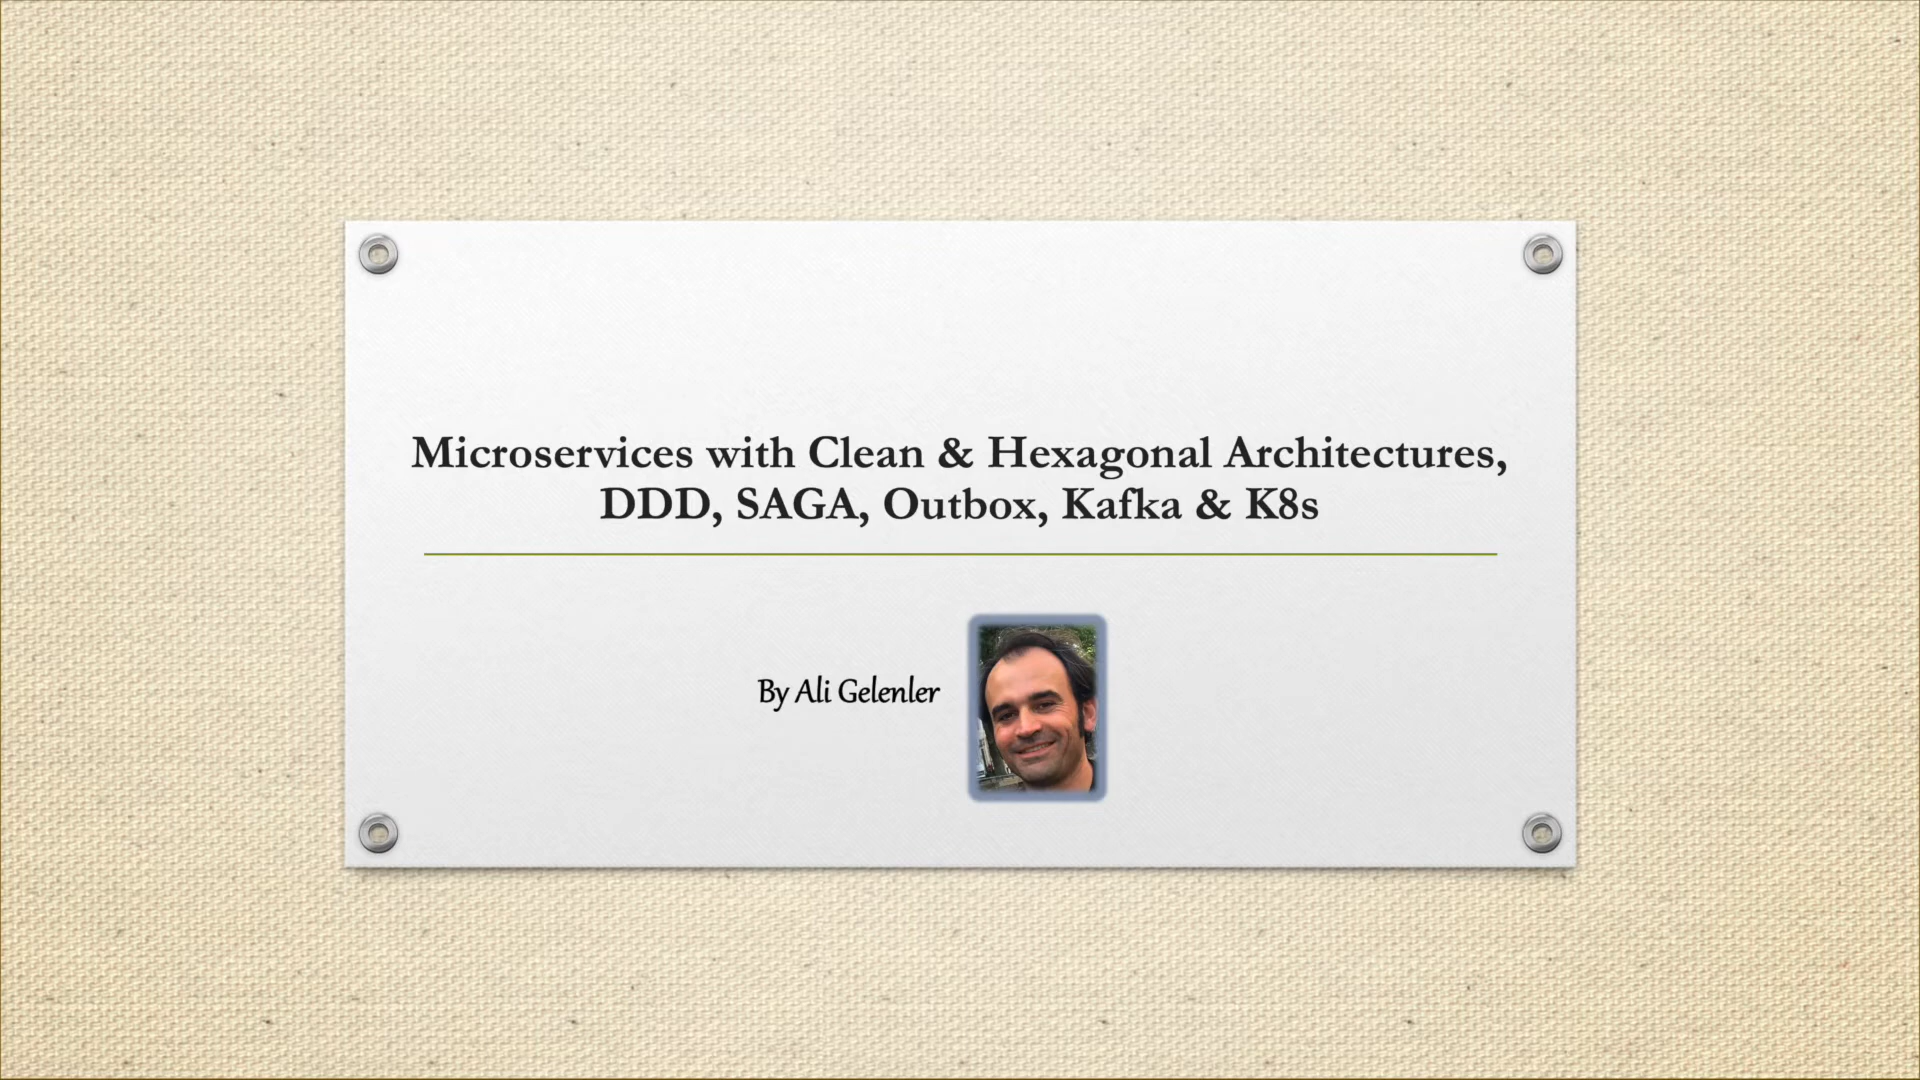 Microservices with Clean & Hexagonal Architectures,
DDD, SAGA, Outbox, Kafka & K8s
By Ali Gelenler